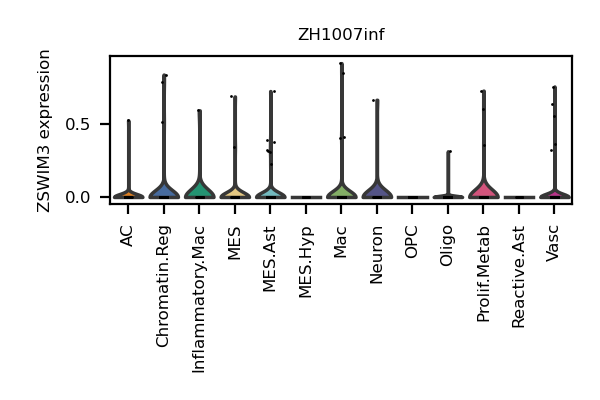 ZH1007inf
ZSWIM3 expression
0.5
0.0
AC
Chromatin.Reg
Inflammatory.Mac
MES
MES.Ast
MES.Hyp
Mac
Neuron
OPC
Oligo
Prolif.Metab
Reactive.Ast
Vasc